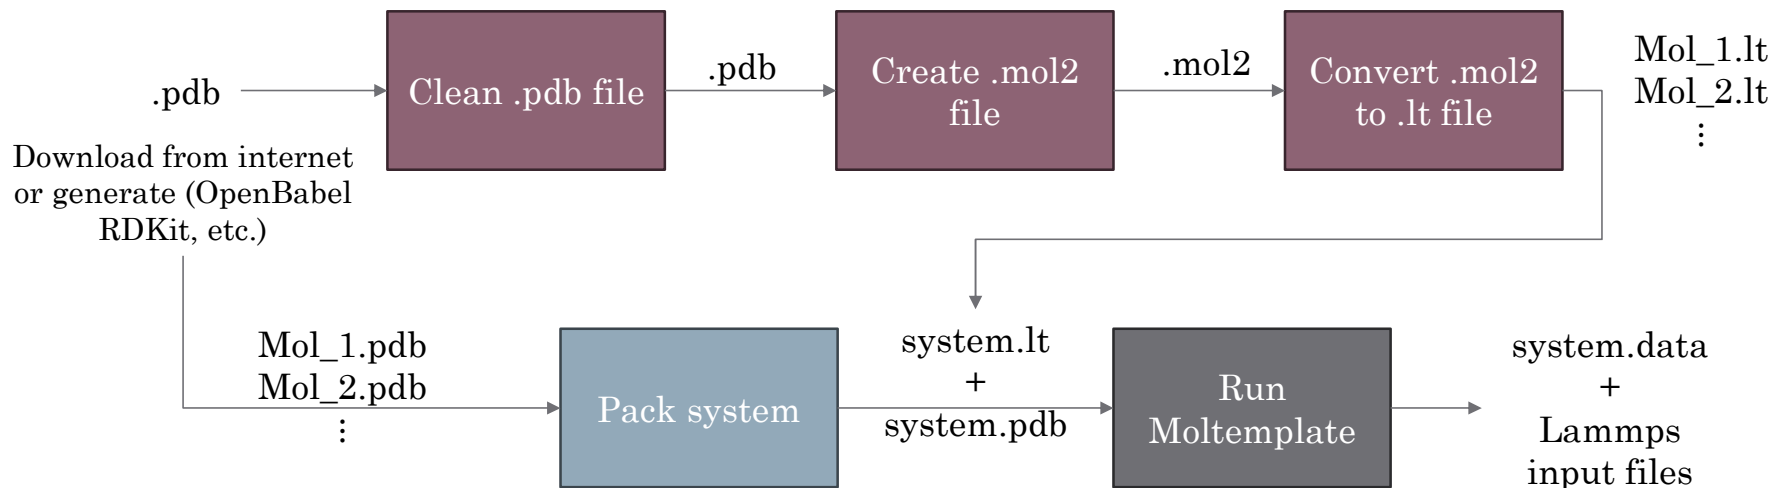 .pdb
Download from internet
or generate (OpenBabel
RDKit, etc.)
Clean .pdb file
.pdb
Create .mol2
file
.mol2
Convert .mol2
to .lt file
Mol_1.lt
Mol_2.lt
⋮
Mol_1.pdb
Mol_2.pdb
⋮
Pack system
system.lt
+
system.pdb
Run
Moltemplate
system.data
+
Lammps
input files